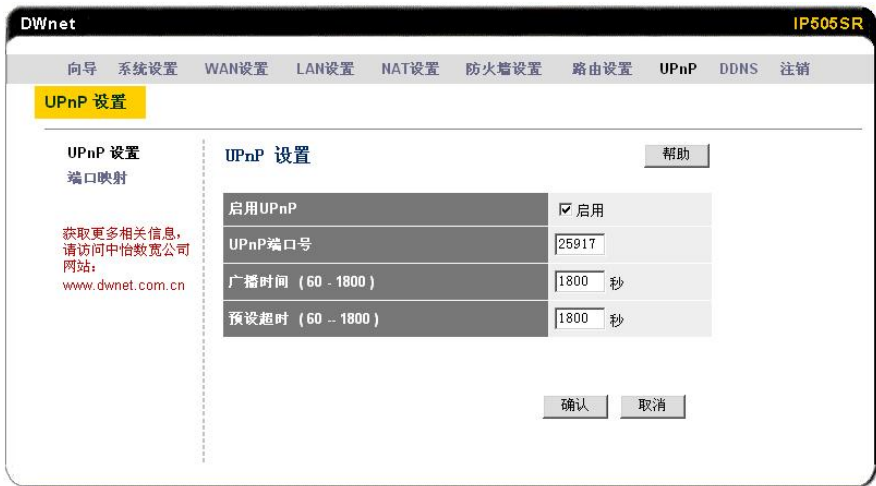 DWnet IP505SR
向导 系统设置 WAN设置 LAN设置 NAT设置 防火墙设置 路由设置 UPnP DDNS 注销
UPnP 设置
UPnP 设置
端口映射
获取更多相关信息，
请访问中怡数宽公司
网站：
www.dwnet.com.cn
UPnP 设置 帮助
启用UPnP 启用
UPnP端口号 25917
广播时间 (60 - 1800) 1800 秒
预设超时 (60 -- 1800) 1800 秒
确认 取消